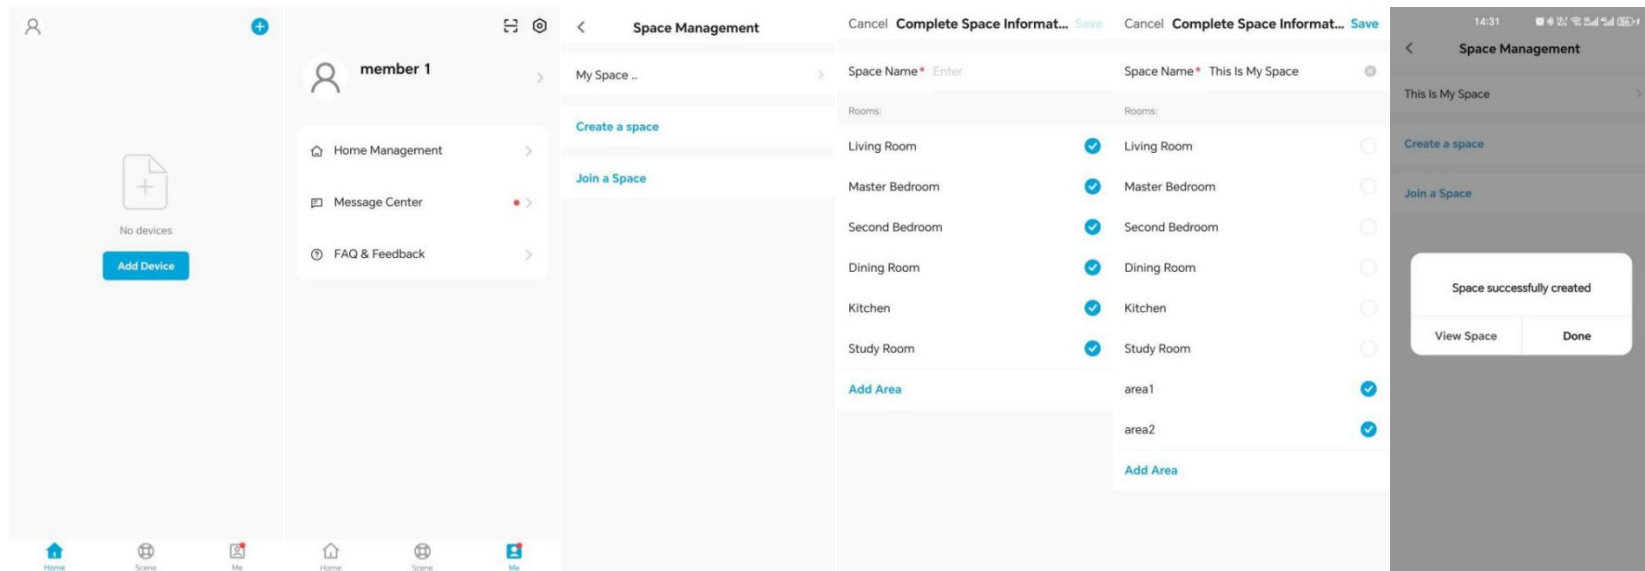 No devices
Add Device
Home
Scene
Me
member 1
Home Management
Message Center
FAQ & Feedback
Home
Scene
Me
Space Management
My Space ..
Create a space
Join a Space
Cancel Complete Space Informat... Save
Space Name* Enter
Rooms:
Living Room
Master Bedroom
Second Bedroom
Dining Room
Kitchen
Study Room
Add Area
Cancel Complete Space Informat... Save
Space Name* This Is My Space
Rooms:
Living Room
Master Bedroom
Second Bedroom
Dining Room
Kitchen
Study Room
area1
area2
Add Area
14:31
Space Management
This Is My Space
Create a space
Join a Space
Space successfully created
View Space Done